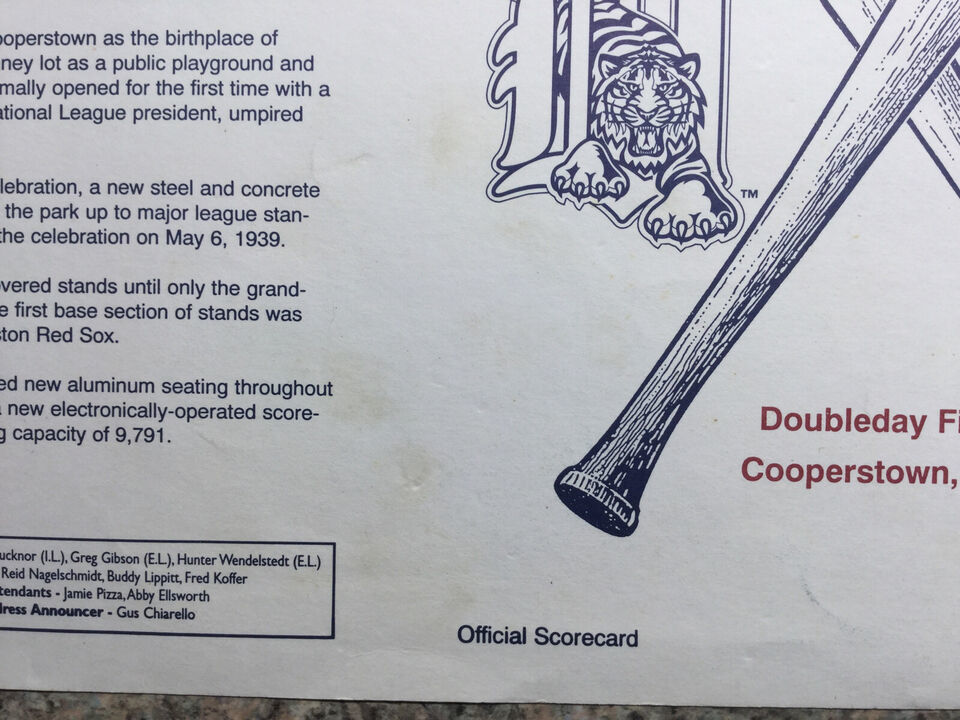 ooperstown as the birthplace of
ney lot as a public playground and
mally opened for the first time with a
ational League president, umpired
lebration, a new steel and concrete
the park up to major league stan-
the celebration on May 6, 1939.
vered stands until only the grand-
e first base section of stands was
ton Red Sox.
ed new aluminum seating throughout
a new electronically-operated score-
g capacity of 9,791.
ucknor (I.L.), Greg Gibson (E.L.), Hunter Wendelstedt (E.L.)
Reid Nagelschmidt, Buddy Lippitt, Fred Koffer
tendants - Jamie Pizza, Abby Ellsworth
dress Announcer - Gus Chiarello
TM
Doubleday Fi
Cooperstown,
Official Scorecard